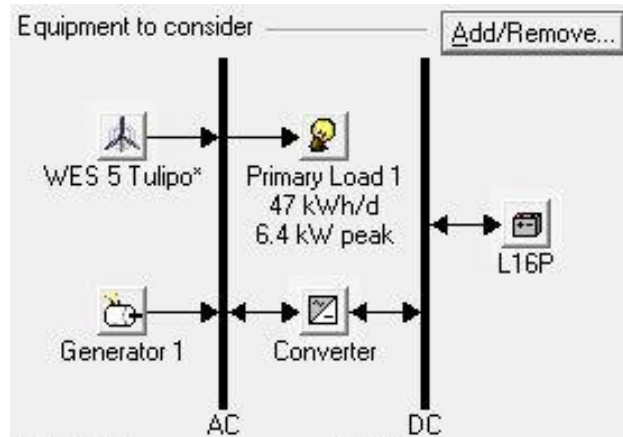 Equipment to consider
Add/Remove...
WES 5 Tulipo*
Primary Load 1
47 kWh/d
6.4 kW peak
L16P
Generator 1
Converter
AC
DC